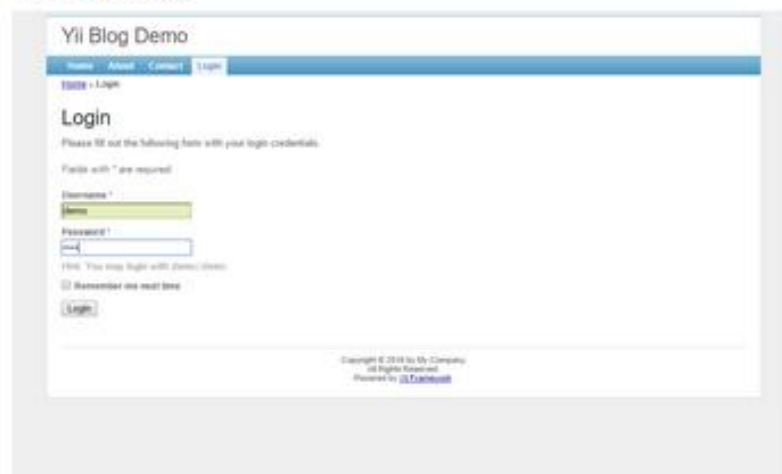 Yii Blog Demo
Home About Contact Login
Home » Login
Login
Please fill out the following form with your login credentials.
Fields with * are required.
Username *
demo
Password *
Hint: You may login with demo/demo.
Remember me next time
Login
Copyright © by My Company.
All Rights Reserved.
Powered by Yii Framework.